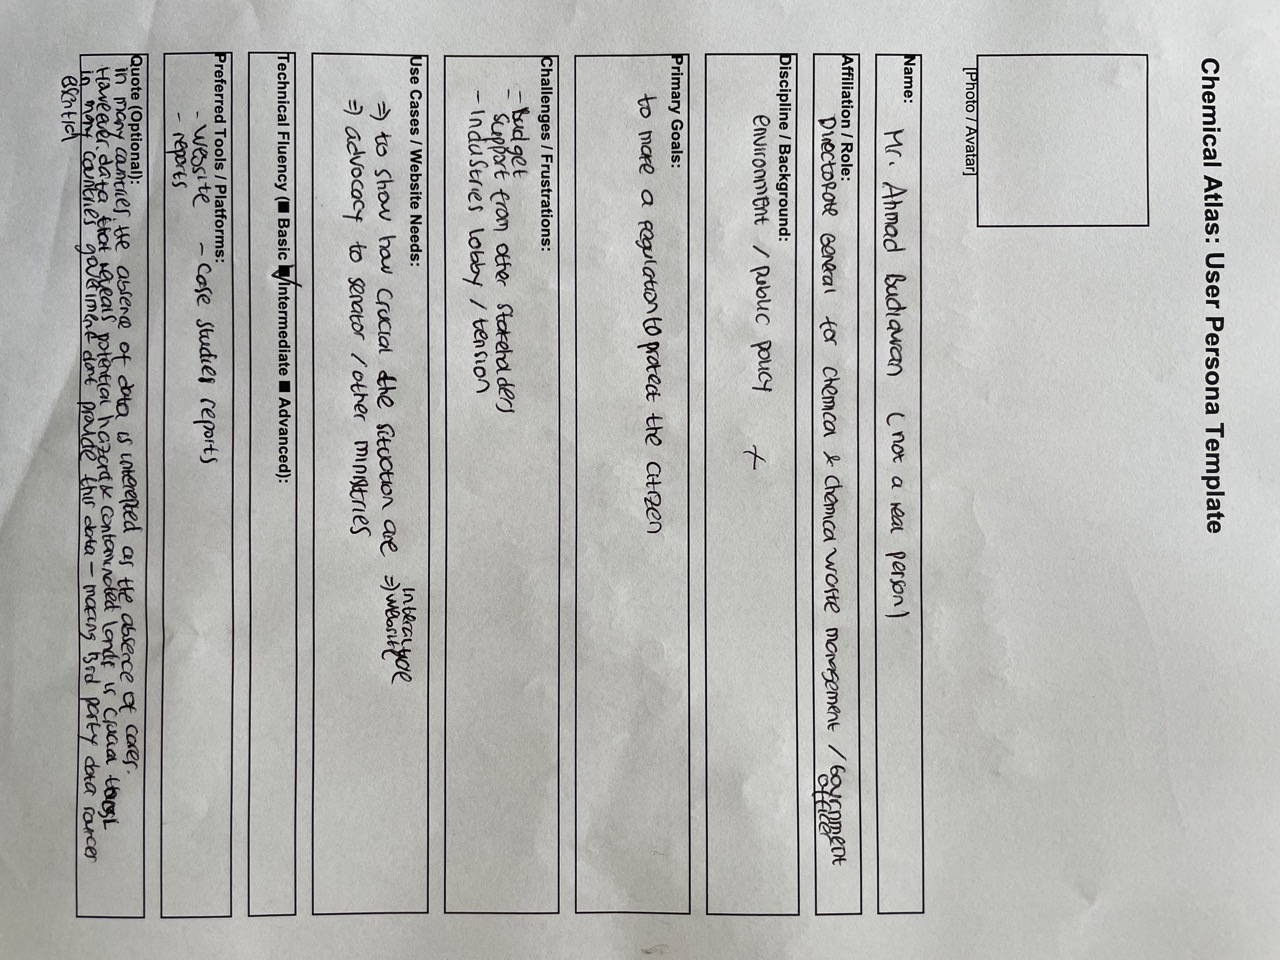 Chemical Atlas: User Persona Template
[Photo / Avatar]
Name:
Mr. Ahmad Budiawan (not a real person)
Affiliation / Role:
Directorate General for Chemical & Chemical waste management / Government
officer
Discipline / Background:
environment / public policy +
Primary Goals:
to make a regulation to protect the citizen
Challenges / Frustrations:
- Budget
- Support from other stakeholders
- Industries lobby / tension
Use Cases / Website Needs:
⇒ to show how crucial the situation are ⇒ interactive
website
⇒ advocacy to senator / other ministries
Technical Fluency (■ Basic ■ Intermediate ■ Advanced):
Preferred Tools / Platforms:
- website - Case studies reports
- reports
Quote (Optional):
in many countries, the absence of data is interepted as the absence of cases.
However, data that reveals potential hazard & contaminated lands is crucial
in many countries goverment dont provide this data - making 3rd party data sources
esential